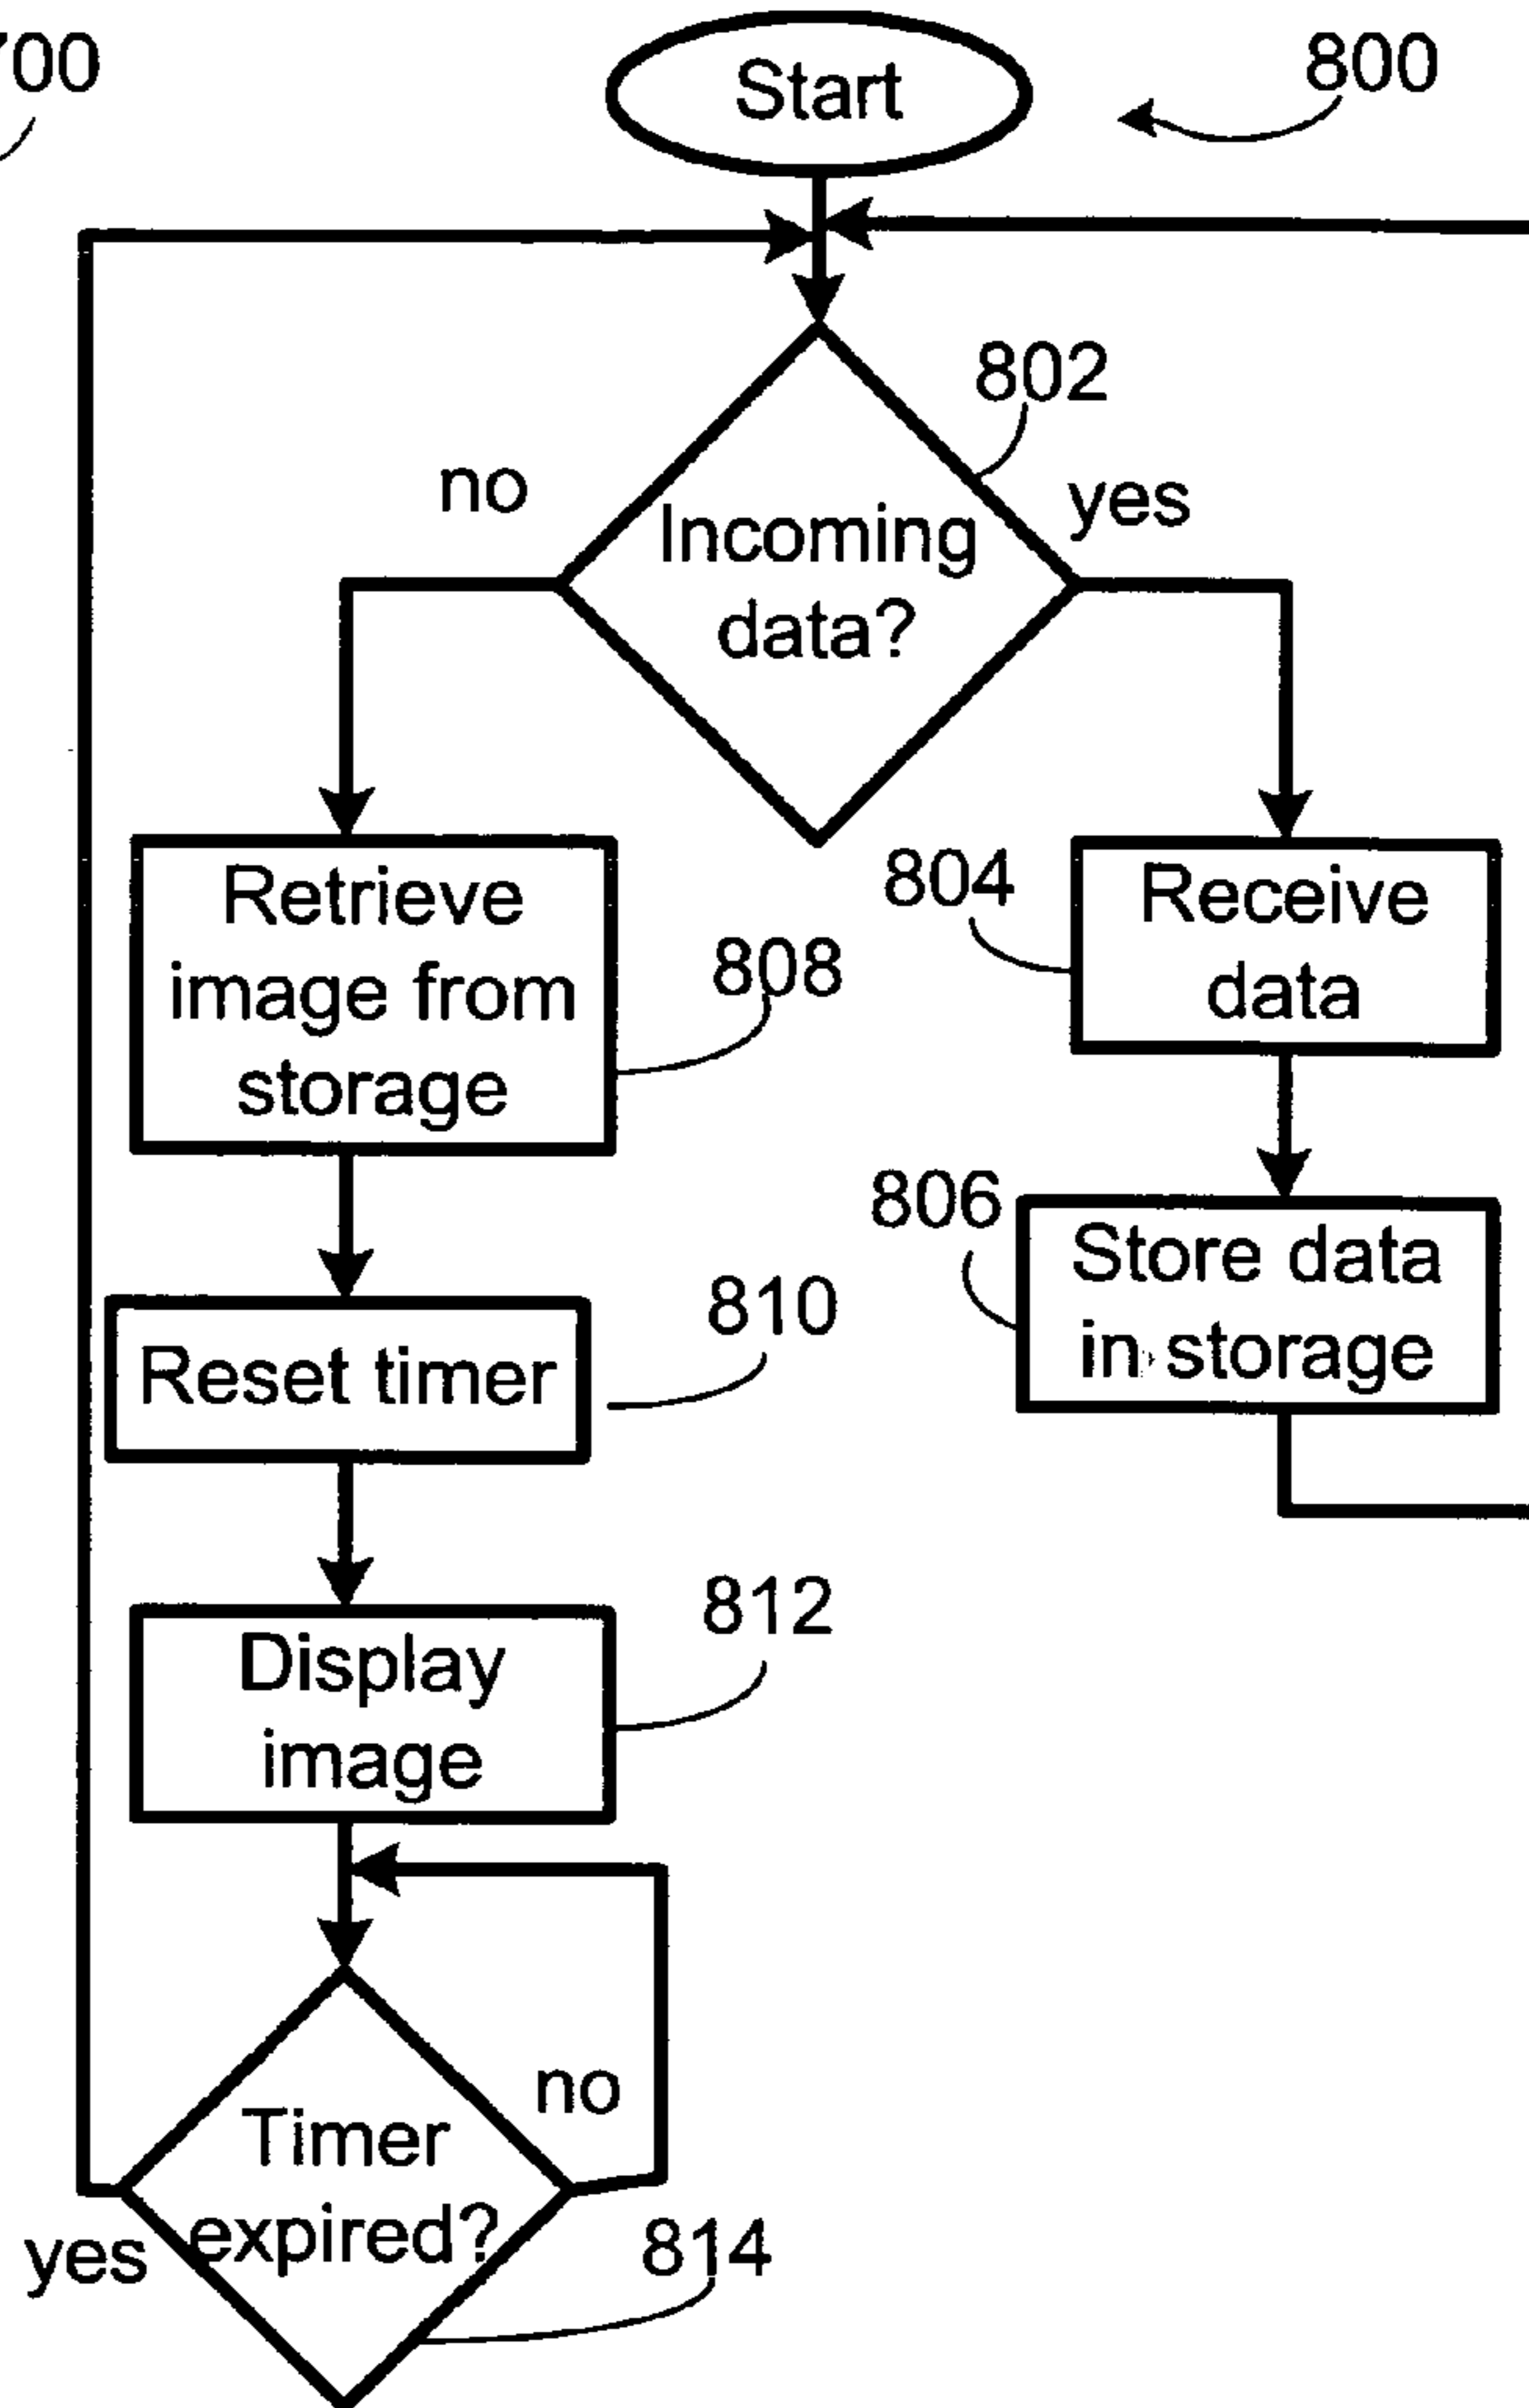 00
Start
800
802
no
yes
Incoming
data?
Retrieve
image from
storage
808
804
Receive
data
806
Store data
in storage
Reset timer
810
Display
image
812
no
Timer
expired?
yes
814